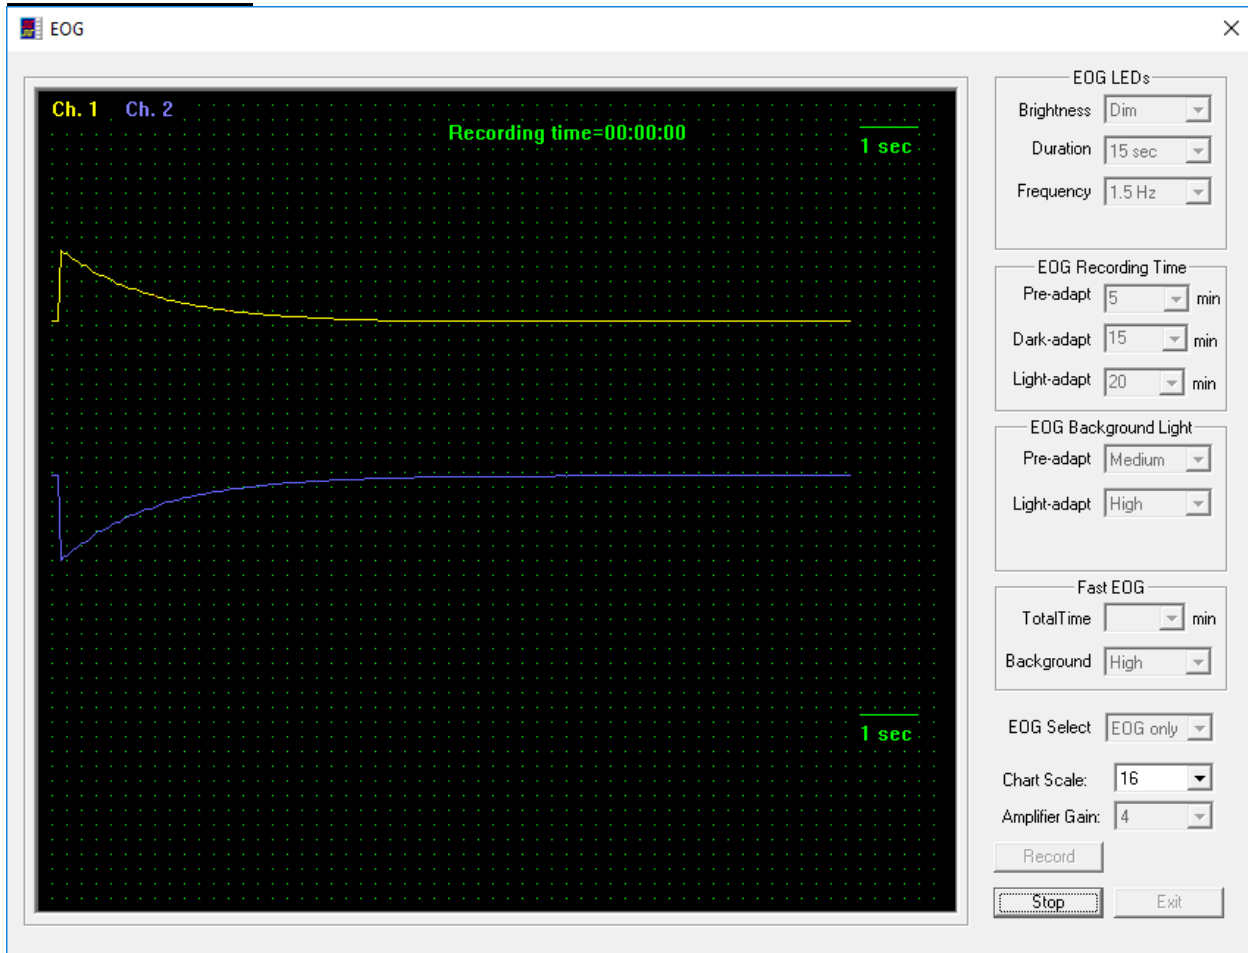 EOG
Ch. 1 Ch. 2
Recording time=00:00:00
1 sec
1 sec
EOG LEDs
Brightness Dim
Duration 15 sec
Frequency 1.5 Hz
EOG Recording Time
Pre-adapt 5 min
Dark-adapt 15 min
Light-adapt 20 min
EOG Background Light
Pre-adapt Medium
Light-adapt High
Fast EOG
TotalTime min
Background High
EOG Select EOG only
Chart Scale: 16
Amplifier Gain: 4
Record
Stop Exit